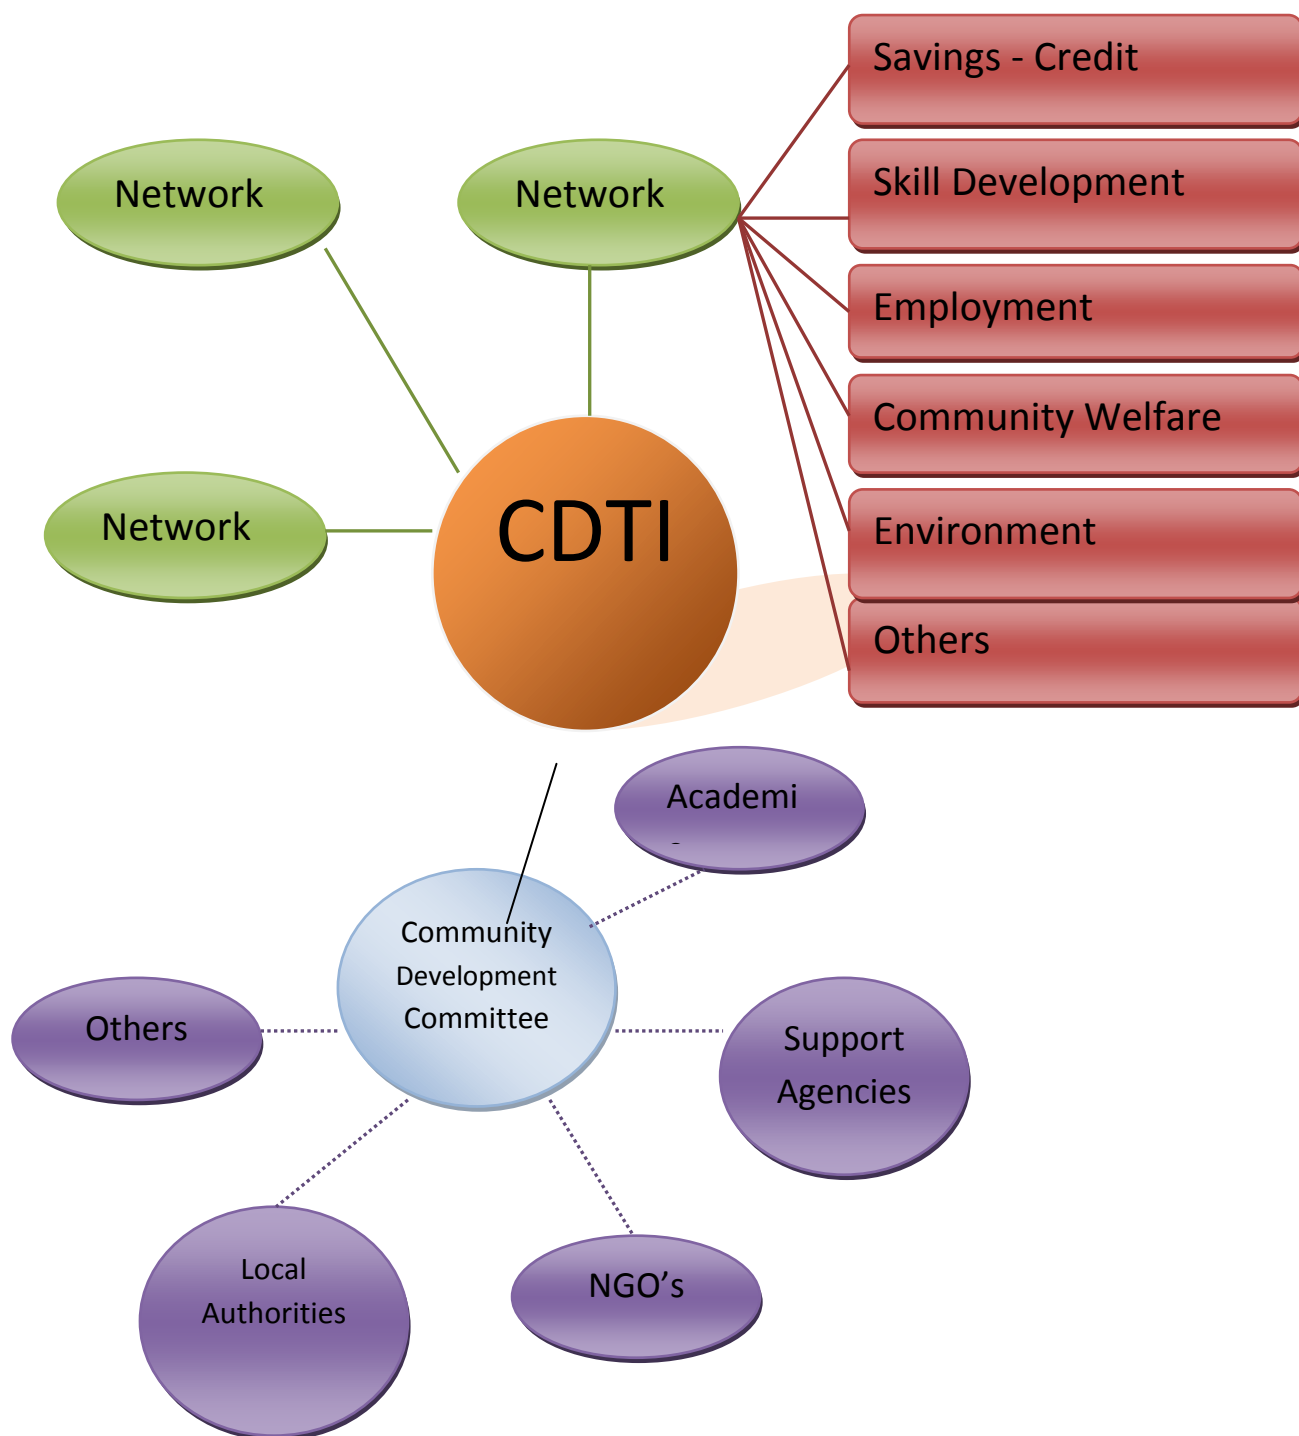 Savings - Credit
Network
Network
Skill Development
Employment
Community Welfare
Network
CDTI
Environment
Others
Academi
Community
Development
Committee
Others
Support
Agencies
Local
Authorities
NGO’s